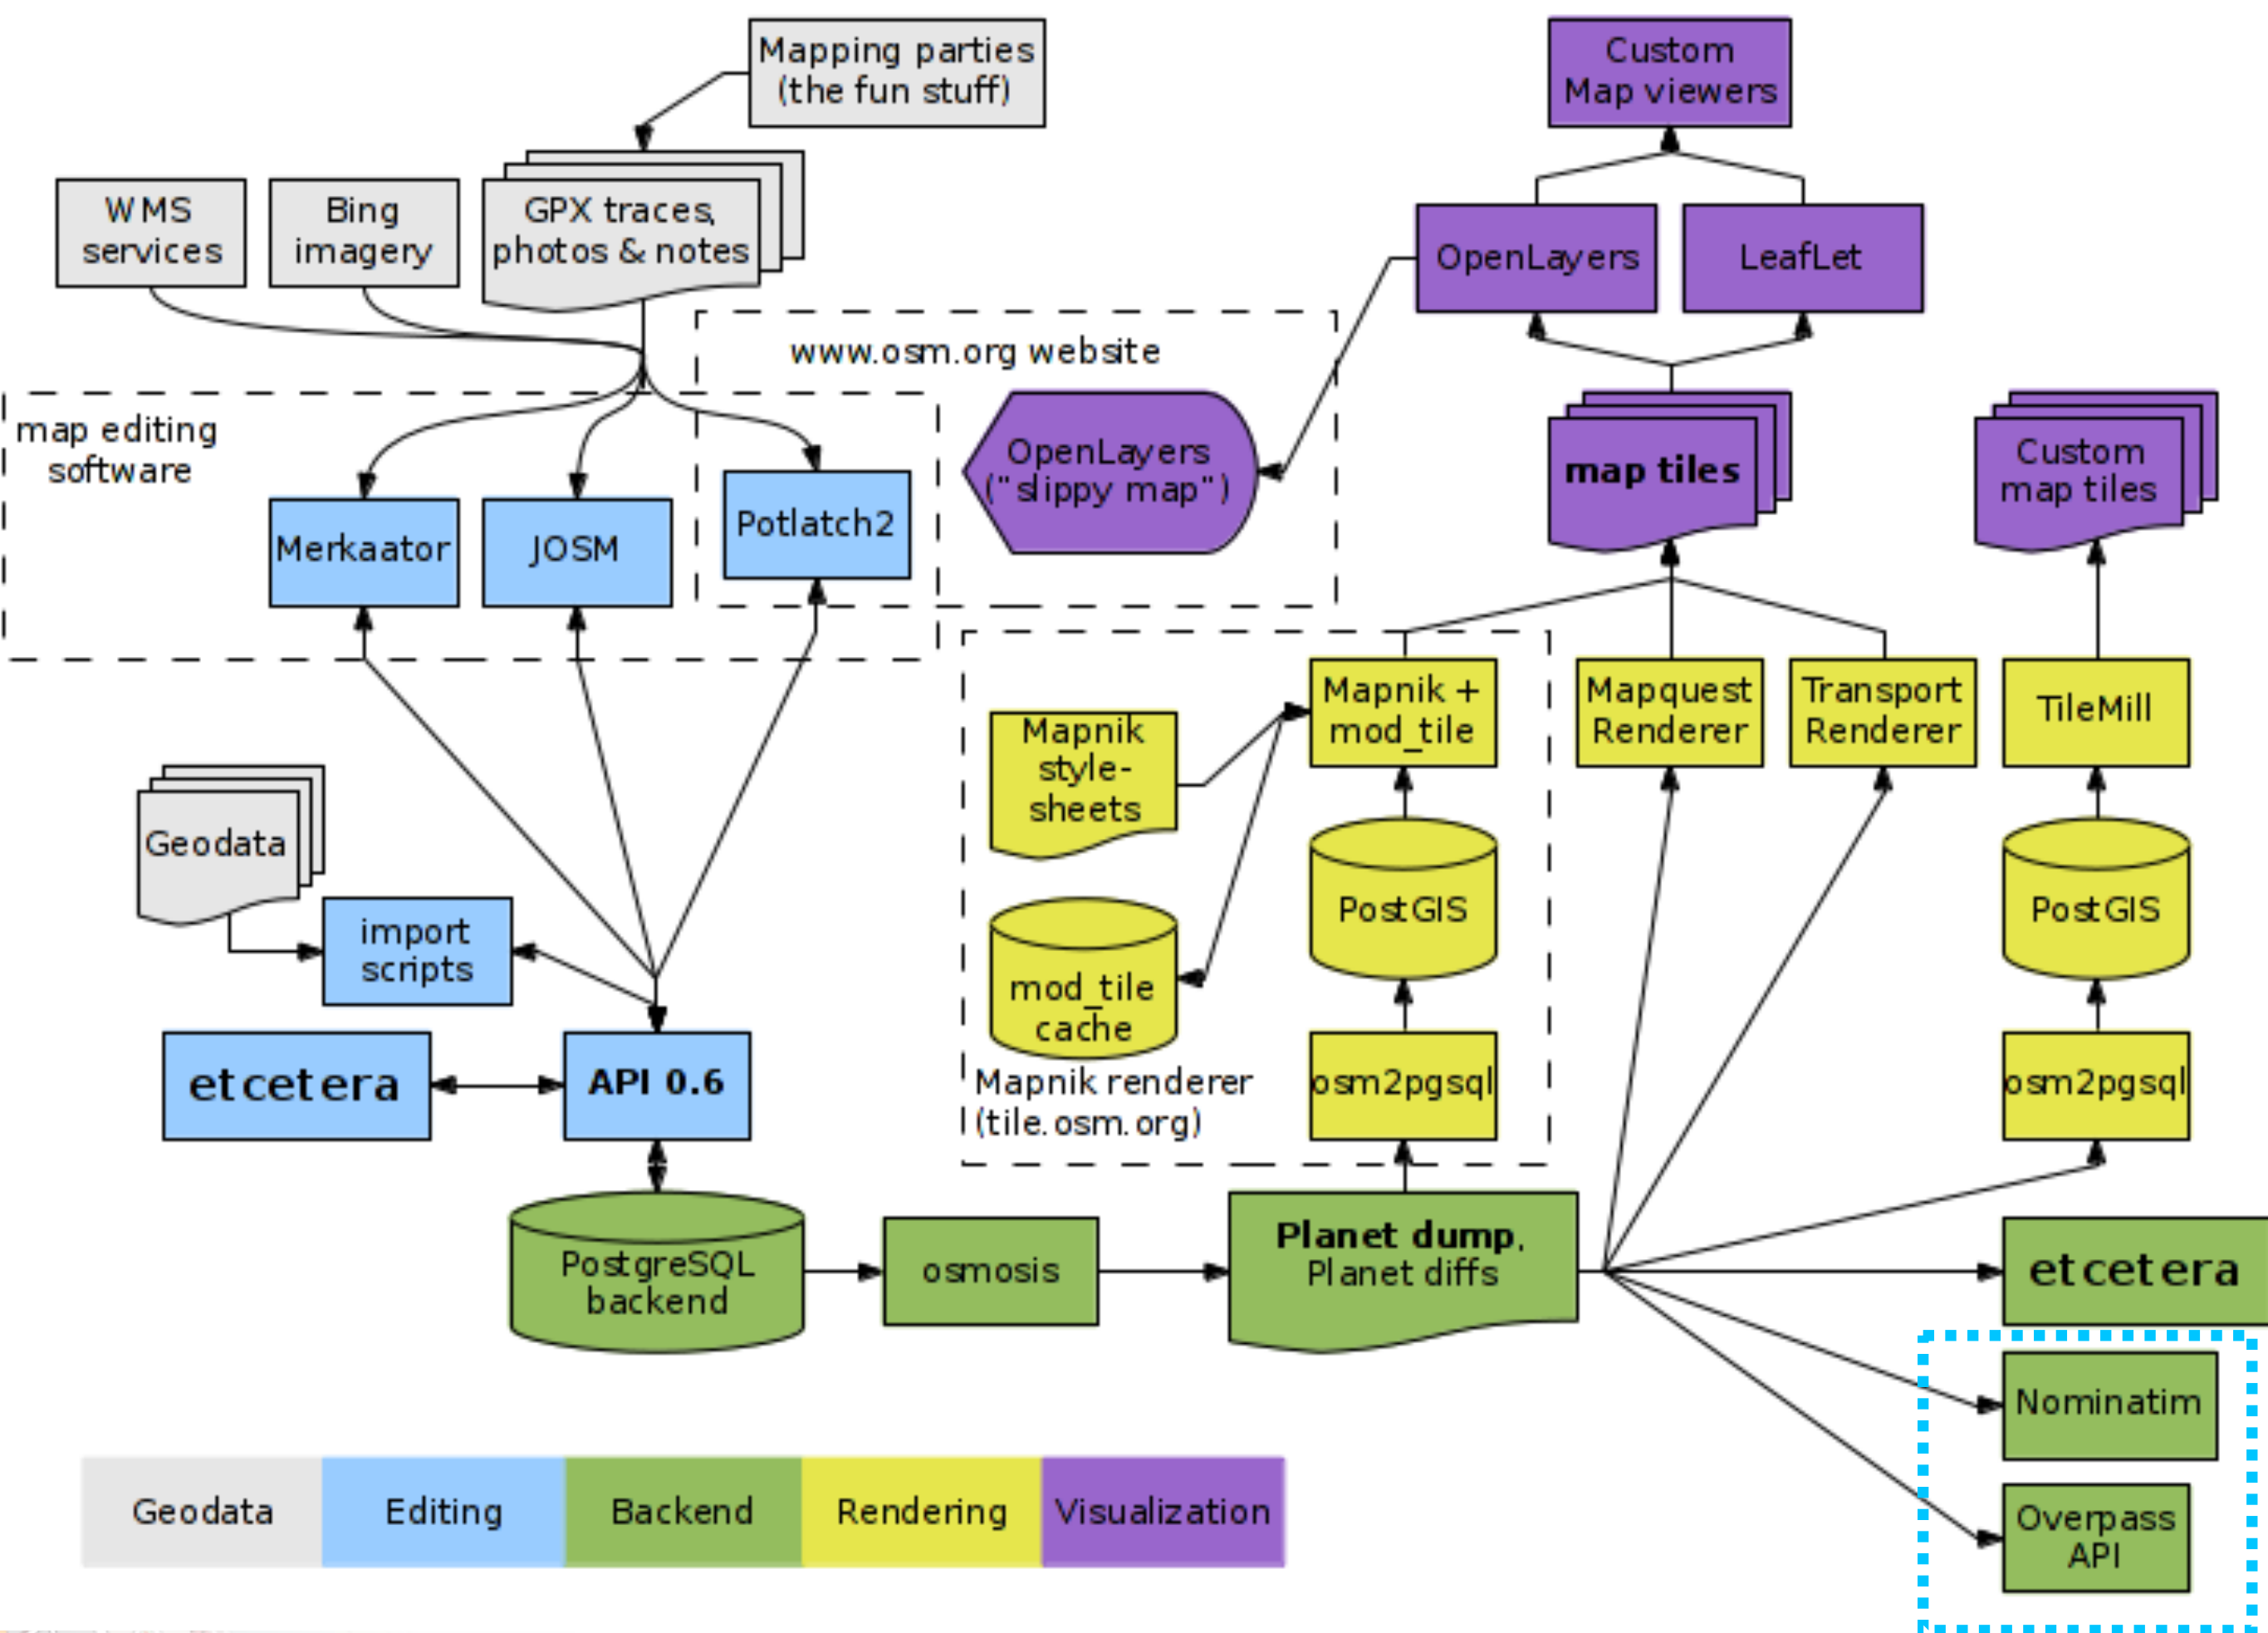 Mapping parties
(the fun stuff)
Custom
Map viewers
WMS
services
Bing
imagery
GPX traces,
photos & notes
OpenLayers
LeafLet
www.osm.org website
map editing
software
OpenLayers
("slippy map")
map tiles
Custom
map tiles
Merkaator
JOSM
Potlatch2
Mapnik +
mod_tile
Mapquest
Renderer
Transport
Renderer
TileMill
Mapnik
style-
sheets
Geodata
import
scripts
PostGIS
PostGIS
mod_tile
cache
etcetera
API 0.6
Mapnik renderer
(tile.osm.org)
osm2pgsql
osm2pgsql
PostgreSQL
backend
osmosis
Planet dump,
Planet diffs
etcetera
Nominatim
Overpass
API
Geodata
Editing
Backend
Rendering
Visualization